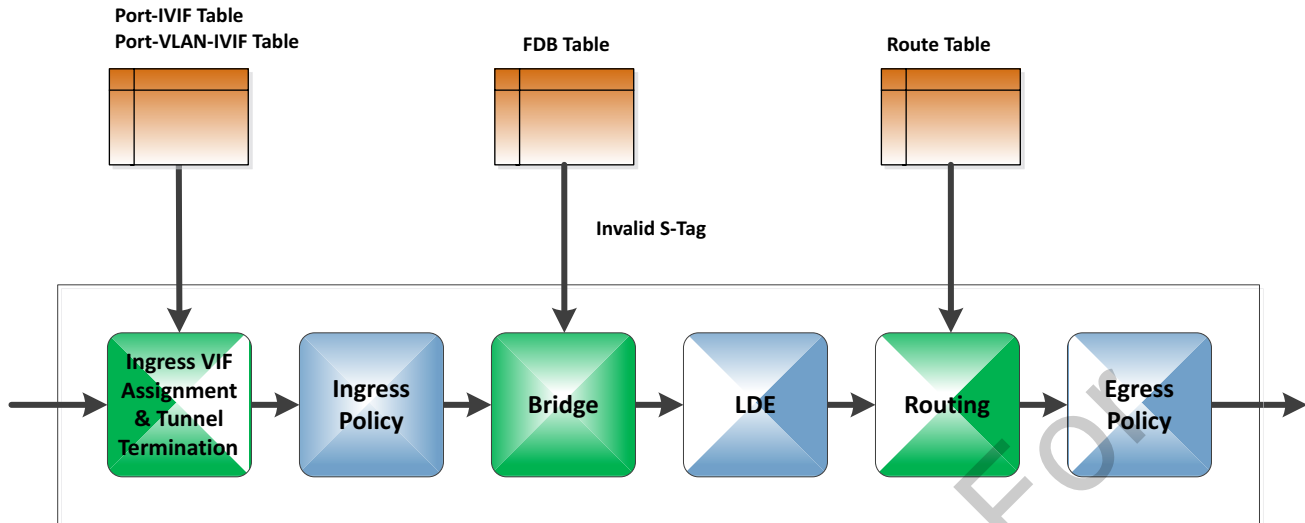 Port-IVIF Table
Port-VLAN-IVIF Table
FDB Table
Route Table
Invalid S-Tag
Ingress VIF
Assignment
& Tunnel
Termination
Ingress
Policy
Bridge
LDE
Routing
Egress
Policy
For